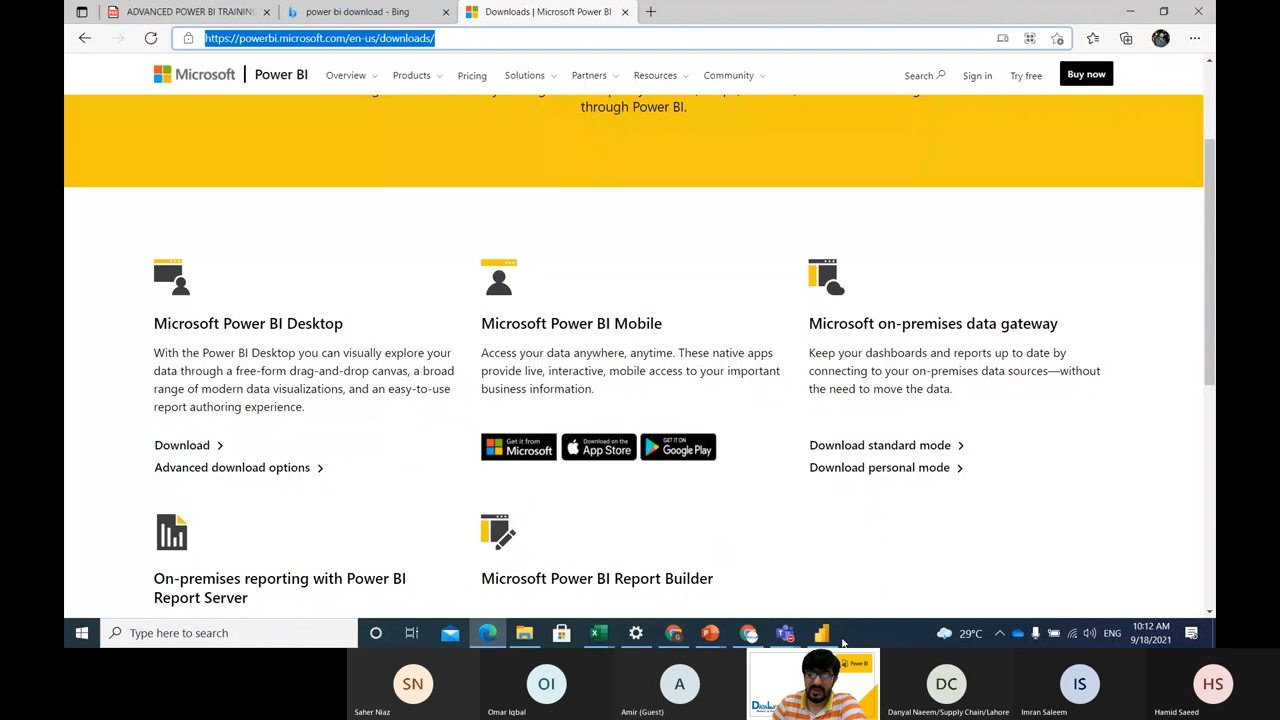 ADVANCED POWER BI TRAINING
power bi download - Bing
Downloads | Microsoft Power BI
https://powerbi.microsoft.com/en-us/downloads/
Microsoft Power BI Overview Products Pricing Solutions Partners Resources Community Search Sign in Try free Buy now
through Power BI.
Microsoft Power BI Desktop
With the Power BI Desktop you can visually explore your
data through a free-form drag-and-drop canvas, a broad
range of modern data visualizations, and an easy-to-use
report authoring experience.
Download
Advanced download options
Microsoft Power BI Mobile
Access your data anywhere, anytime. These native apps
provide live, interactive, mobile access to your important
business information.
Get it from
Microsoft
Download on the
App Store
GET IT ON
Google Play
Microsoft on-premises data gateway
Keep your dashboards and reports up to date by
connecting to your on-premises data sources—without
the need to move the data.
Download standard mode
Download personal mode
On-premises reporting with Power BI
Report Server
Microsoft Power BI Report Builder
Type here to search
29°C
ENG
10:12 AM
9/18/2021
SN
OI
A
Power BI
DC
IS
HS
Saher Niaz
Omar Iqbal
Amir (Guest)
Danyal Naeem/Supply Chain/Lahore
Imran Saleem
Hamid Saeed